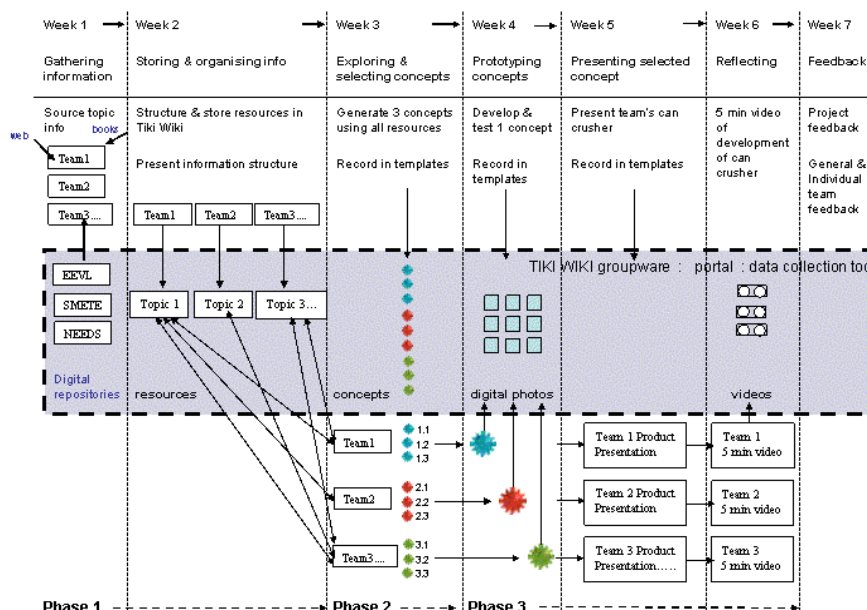 Week 1
Week 2
Week 3
Week 4
Week 5
Week 6
Week 7
Gathering
information
Storing & organising info
Exploring &
selecting concepts
Prototyping
concepts
Presenting selected
concept
Reflecting
Feedback
Source topic
info
web
books
Team1
Team2
Team3....
Structure & store resources in
Tiki Wiki
Present information structure
Team1
Team2
Team3...
Generate 3 concepts
using all resources
Record in templates
Develop &
test 1 concept
Record in
templates
Present team's can
crusher
Record in templates
5 min video
of
development
of can
crusher
Project
feedback
General &
Individual
team
feedback
TIKI WIKI groupware : portal : data collection too
EEVL
SMETE
NEEDS
Digital
repositories
Topic 1
Topic 2
Topic 3...
resources
concepts
digital photos
videos
Team1
1.1
1.2
1.3
Team2
2.1
2.2
2.3
Team3....
3.1
3.2
3.3
Team 1 Product
Presentation
Team 2 Product
Presentation
Team 3 Product
Presentation.....
Team 1
5 min video
Team 2
5 min video
Team 3
5 min video
Phase 1
Phase 2
Phase 3